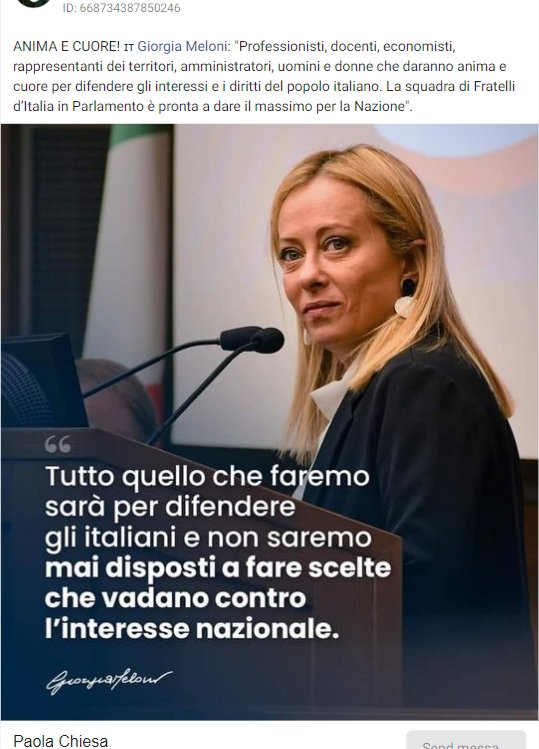 ID: 668734387850246
ANIMA E CUORE! IT Giorgia Meloni: "Professionisti, docenti, economisti,
rappresentanti dei territori, amministratori, uomini e donne che daranno anima e
cuore per difendere gli interessi e i diritti del popolo italiano. La squadra di Fratelli
d’Italia in Parlamento è pronta a dare il massimo per la Nazione".
“
Tutto quello che faremo
sarà per difendere
gli italiani e non saremo
mai disposti a fare scelte
che vadano contro
l’interesse nazionale.
Giorgia Meloni
Paola Chiesa
Send messa